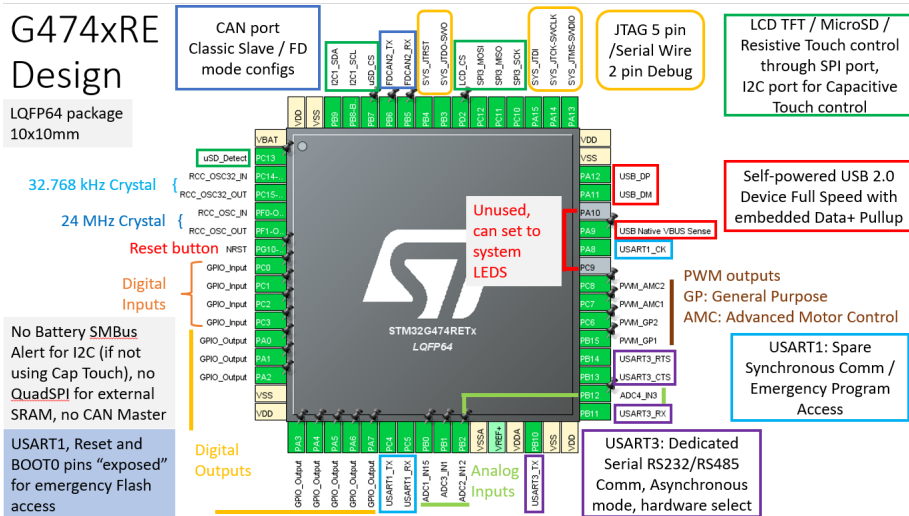 G474xRE
Design
LQFP64 package
10x10mm
CAN port
Classic Slave / FD
mode configs
JTAG 5 pin
/Serial Wire
2 pin Debug
LCD TFT / MicroSD /
Resistive Touch control
through SPI port,
I2C port for Capacitive
Touch control
I2C1_SDA
I2C1_SCL
uSD_CS
FDCAN2_TX
FDCAN2_RX
SYS_JTRST
SYS_JTDO-SWO
LCD_CS
SPI3_MOSI
SPI3_MISO
SPI3_SCK
SYS_JTDI
SYS_JTCK-SWCLK
SYS_JTMS-SWDIO
VDD
VSS
PB9
PB8-B
PB7
PB6
PB5
PB4
PB3
PD2
PC12
PC11
PC10
PA15
PA14
PA13
VBAT
uSD_Detect PC13
32.768 kHz Crystal
RCC_OSC32_IN PC14-..
RCC_OSC32_OUT PC15-..
24 MHz Crystal
RCC_OSC_IN PF0-O..
RCC_OSC_OUT PF1-O..
Reset button NRST PG10-
Digital
Inputs
GPIO_Input PC0
GPIO_Input PC1
GPIO_Input PC2
GPIO_Input PC3
GPIO_Output PA0
GPIO_Output PA1
GPIO_Output PA2
VSS
VDD
VDD
VSS
PA12 USB_DP
PA11 USB_DM
PA10
PA9 USB Native VBUS Sense
PA8 USART1_CK
PC9
PC8 PWM_AMC2
PC7 PWM_AMC1
PC6 PWM_GP2
PB15 PWM_GP1
PB14 USART3_RTS
PB13 USART3_CTS
PB12 ADC4_IN3
PB11 USART3_RX
Self-powered USB 2.0
Device Full Speed with
embedded Data+ Pullup
Unused,
can set to
system
LEDS
ST
STM32G474RETx
LQFP64
PWM outputs
GP: General Purpose
AMC: Advanced Motor Control
No Battery SMBus
Alert for I2C (if not
using Cap Touch), no
QuadSPI for external
SRAM, no CAN Master
USART1: Spare
Synchronous Comm /
Emergency Program
Access
USART1, Reset and
BOOT0 pins “exposed”
for emergency Flash
access
Digital
Outputs
PA3
PA4
PA5
PA6
PA7
PC4
PC5
PB0
PB1
PB2
VSSA
VREF+
VDDA
PB10
VSS
VDD
GPIO_Output
GPIO_Output
GPIO_Output
GPIO_Output
GPIO_Output
USART1_TX
USART1_RX
ADC1_IN15
ADC3_IN1
ADC2_IN12
Analog
Inputs
USART3_TX
USART3: Dedicated
Serial RS232/RS485
Comm, Asynchronous
mode, hardware select